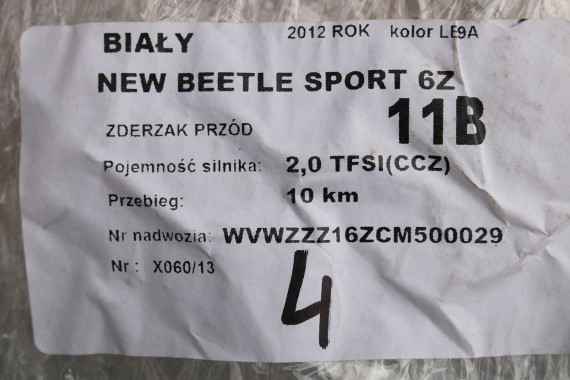 BIAŁY 2012 ROK kolor LE9A
NEW BEETLE SPORT 6Z
ZDERZAK PRZÓD 11B
Pojemność silnika: 2,0 TFSI(CCZ)
Przebieg: 10 km
Nr nadwozia: WVWZZZ16ZCM500029
Nr : X060/13
4